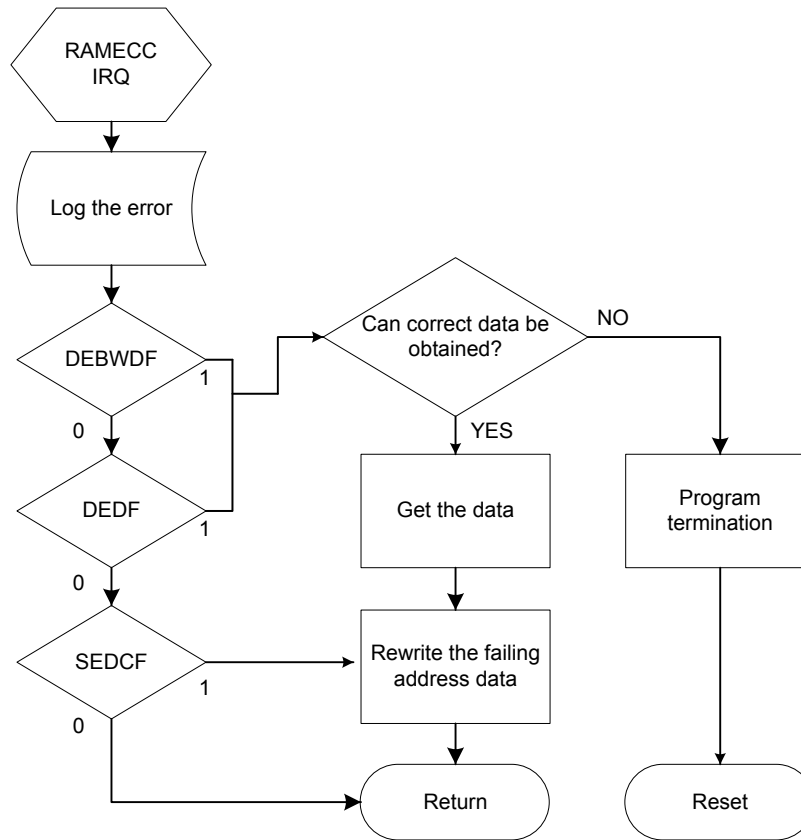 RAMECC
IRQ
Log the error
DEBWDF
1
0
Can correct data be
obtained?
NO
YES
DEDF
1
0
Get the data
Program
termination
SEDCF
1
0
Rewrite the failing
address data
Return
Reset